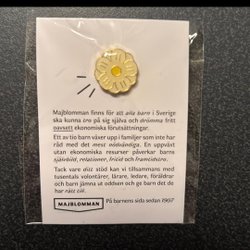 Majblomman finns för att alla barn i Sverige
ska kunna tro på sig själva och drömma fritt
oavsett ekonomiska förutsättningar.
Ett av tio barn växer upp i familjer som inte har
råd med det mest nödvändiga. En uppväxt
utan ekonomiska resurser påverkar barns
självbild, relationer, fritid och framtidstro.
Tack vare ditt stöd kan vi tillsammans med
tusentals volontärer, lärare, ledare, föräldrar
och barn jämna ut oddsen och ge barn det de
har rätt till.
MAJBLOMMAN
På barnens sida sedan 1907